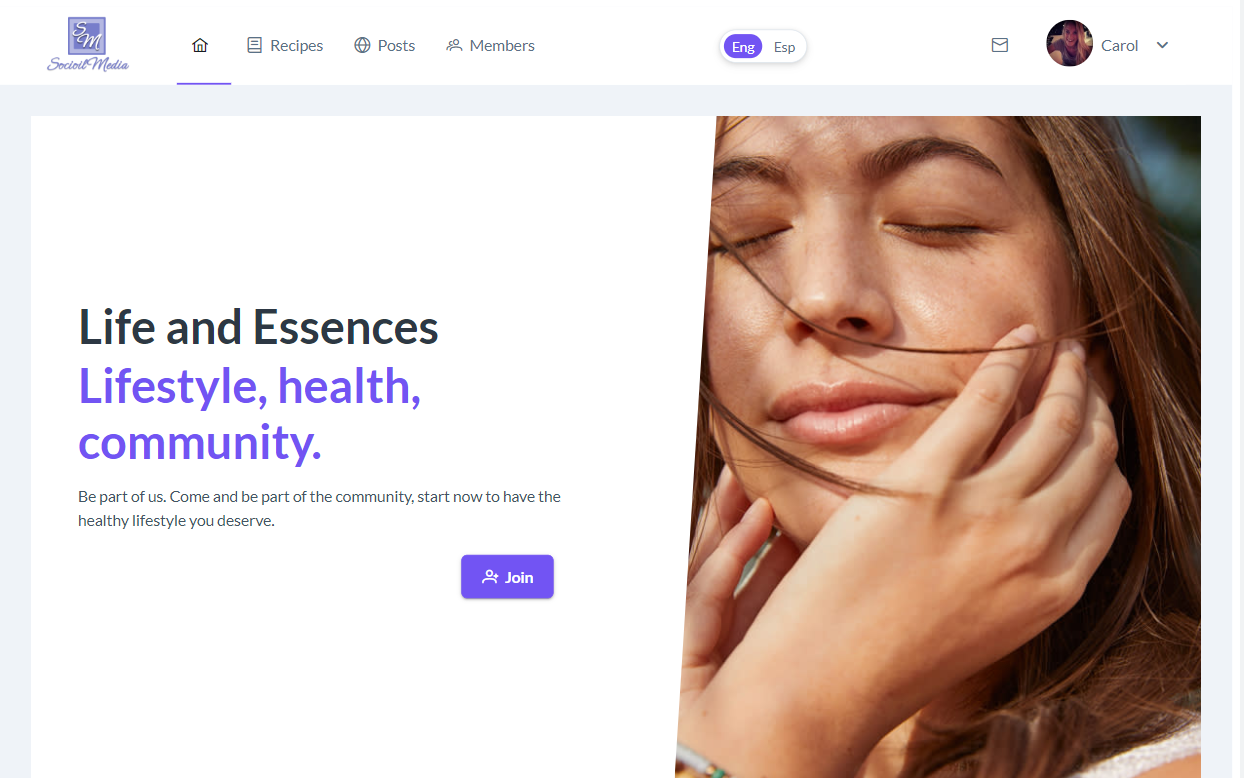 SM
SocioilMedia
Recipes
Posts
Members
Eng
Esp
Carol
Life and Essences
Lifestyle, health,
community.
Be part of us. Come and be part of the community, start now to have the
healthy lifestyle you deserve.
Join